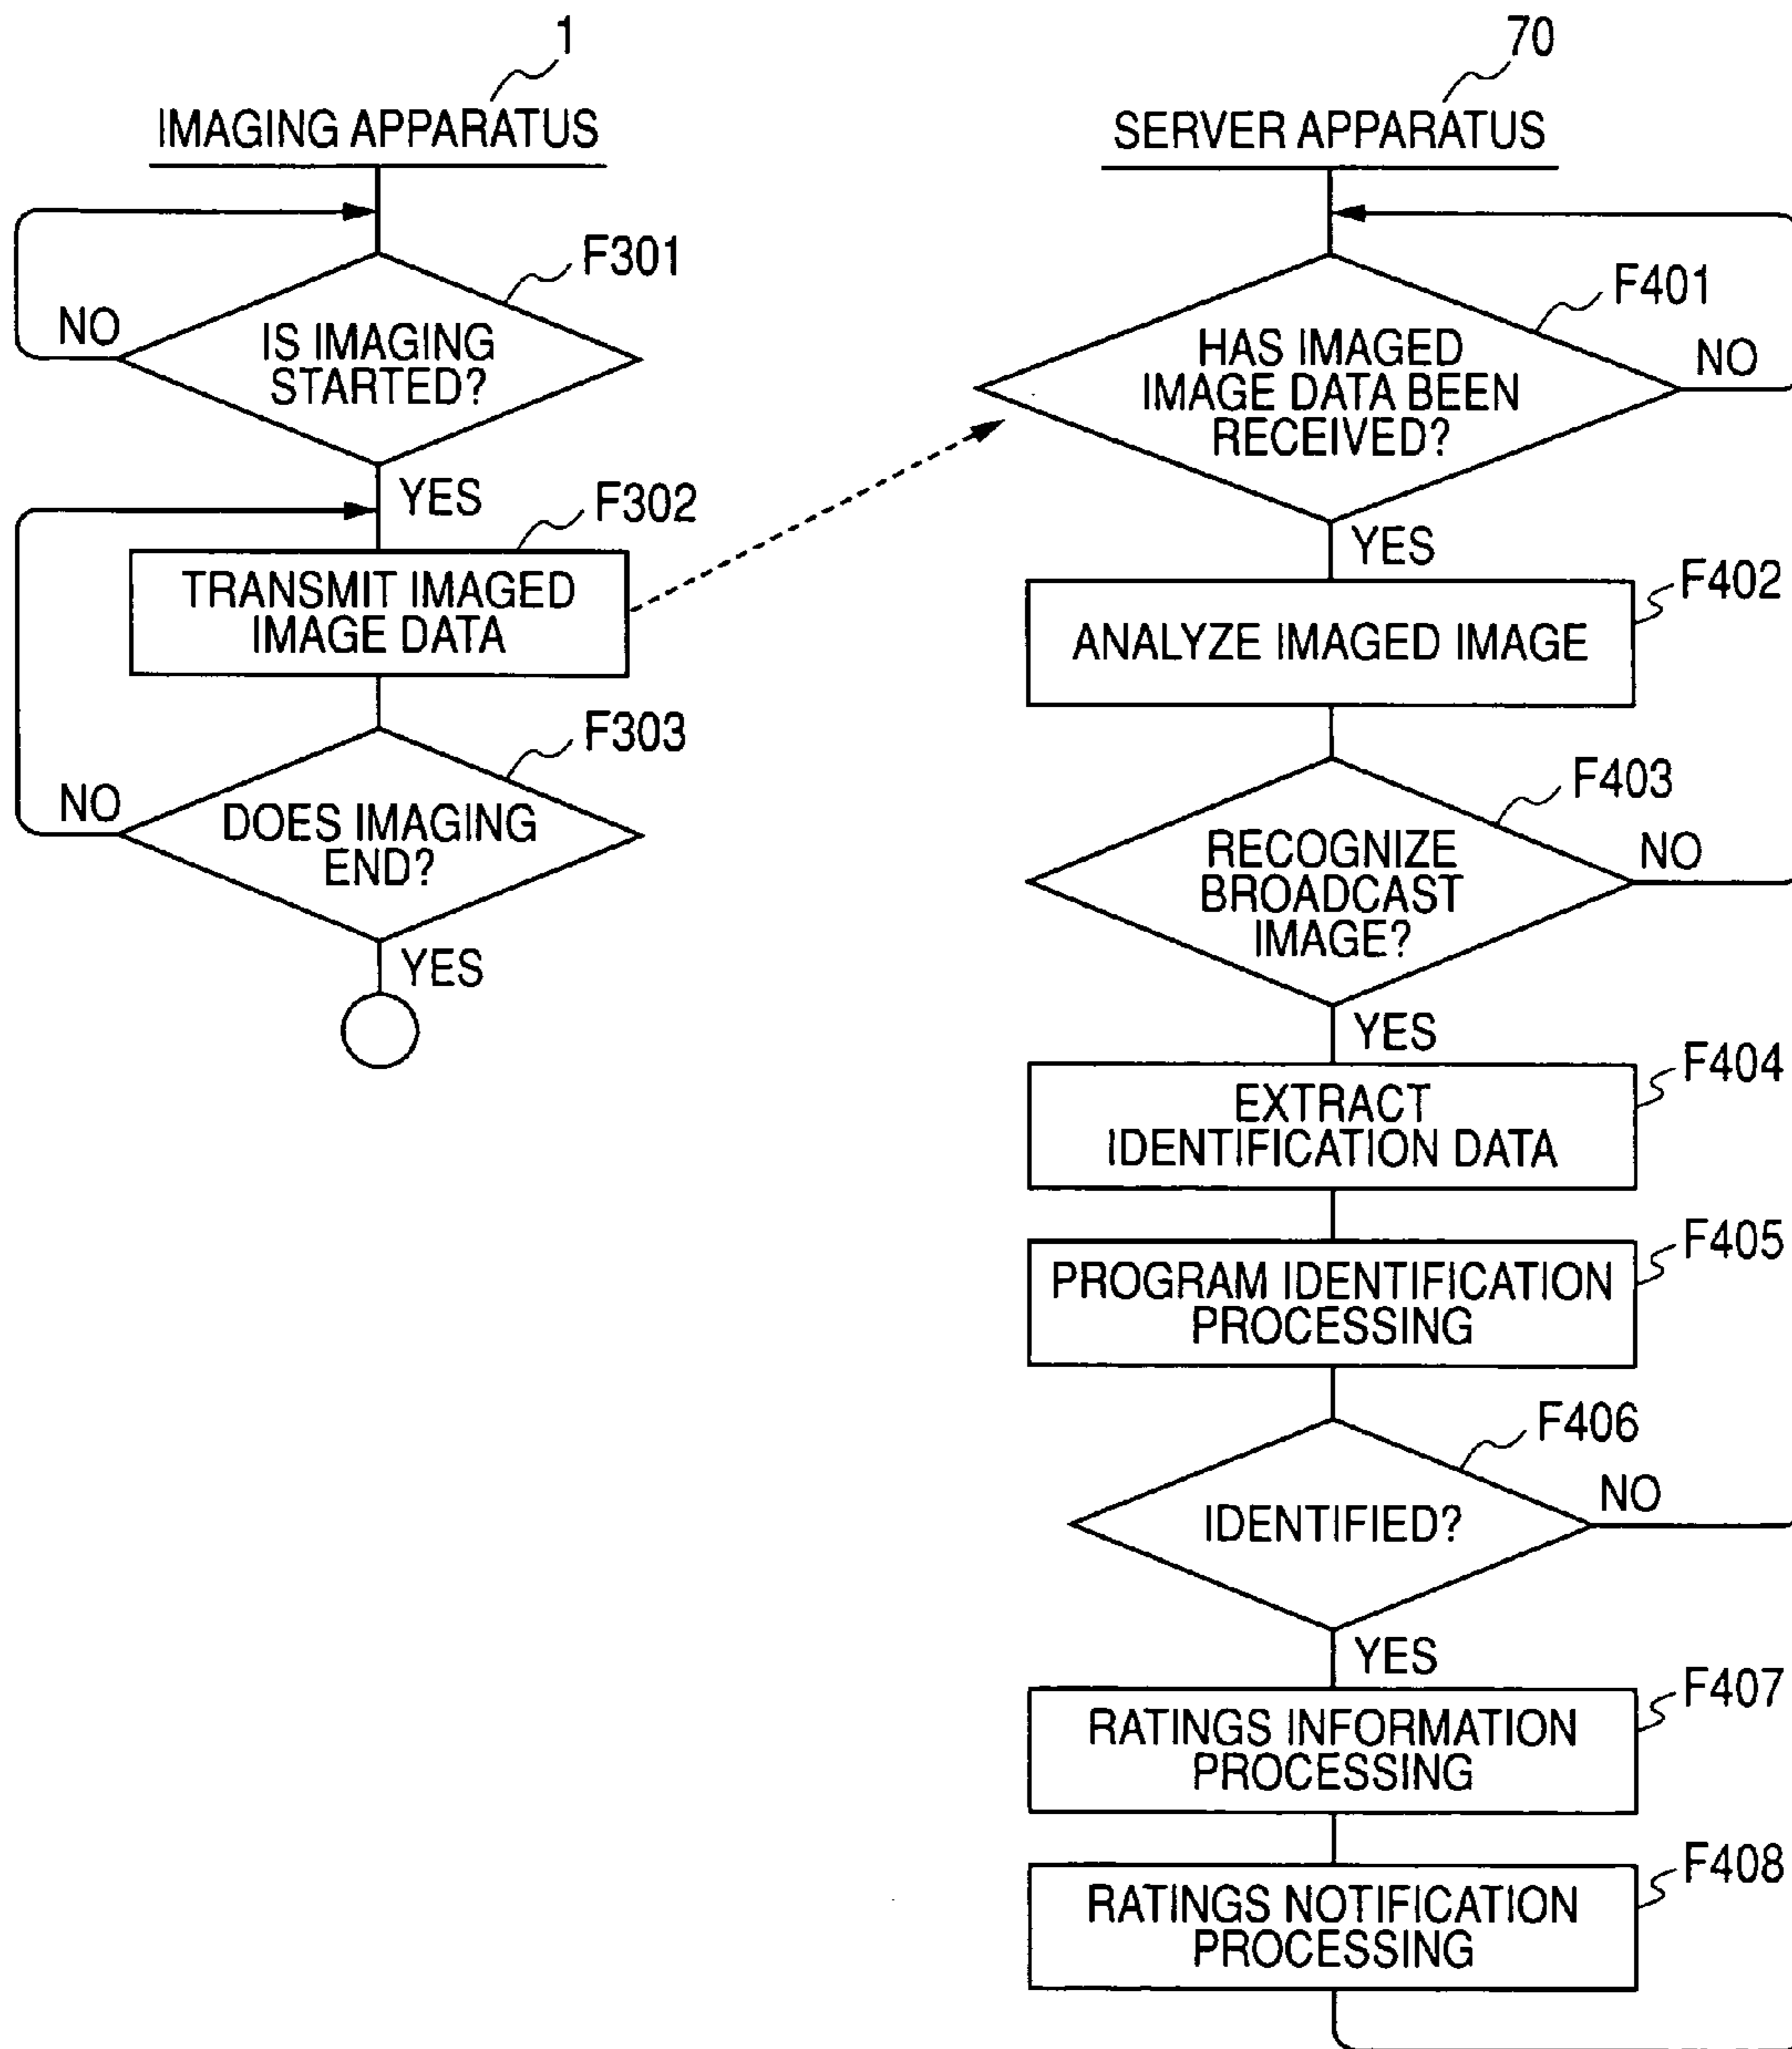 1
IMAGING APPARATUS
F301
NO
IS IMAGING
STARTED?
YES
F302
TRANSMIT IMAGED
IMAGE DATA
F303
NO
DOES IMAGING
END?
YES
70
SERVER APPARATUS
F401
HAS IMAGED
IMAGE DATA BEEN
RECEIVED?
NO
YES
F402
ANALYZE IMAGED IMAGE
F403
RECOGNIZE
BROADCAST
IMAGE?
NO
YES
F404
EXTRACT
IDENTIFICATION DATA
F405
PROGRAM IDENTIFICATION
PROCESSING
F406
NO
IDENTIFIED?
YES
F407
RATINGS INFORMATION
PROCESSING
F408
RATINGS NOTIFICATION
PROCESSING